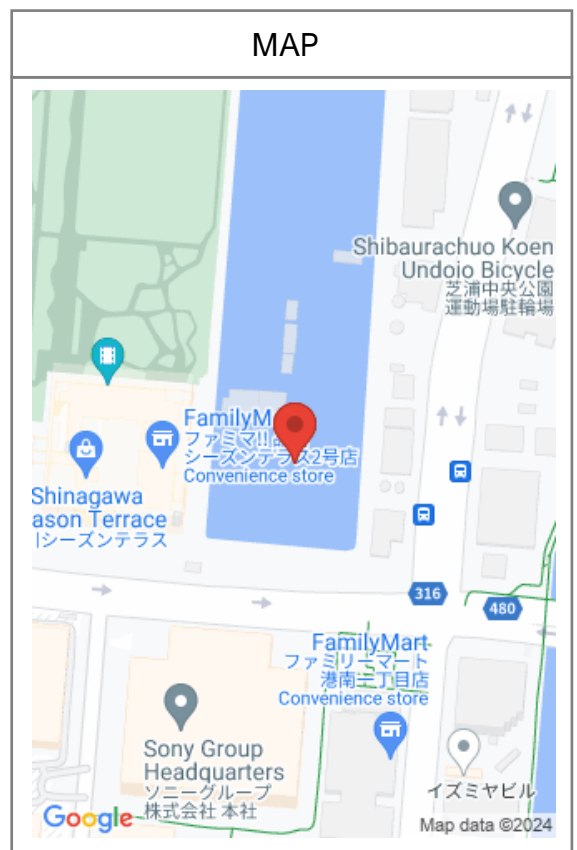 MAP
Shibaurachuo Koen
Undojo Bicycle
芝浦中央公園
運動場駐輪場
FamilyM
ファミマ!!品
シーズンテラス2号店
Convenience store
Shinagawa
ason Terrace
シーズンテラス
316
480
FamilyMart
ファミリーマート
港南二丁目店
Convenience store
Sony Group
Headquarters
ソニーグループ
株式会社 本社
イズミヤビル
Google
Map data ©2024